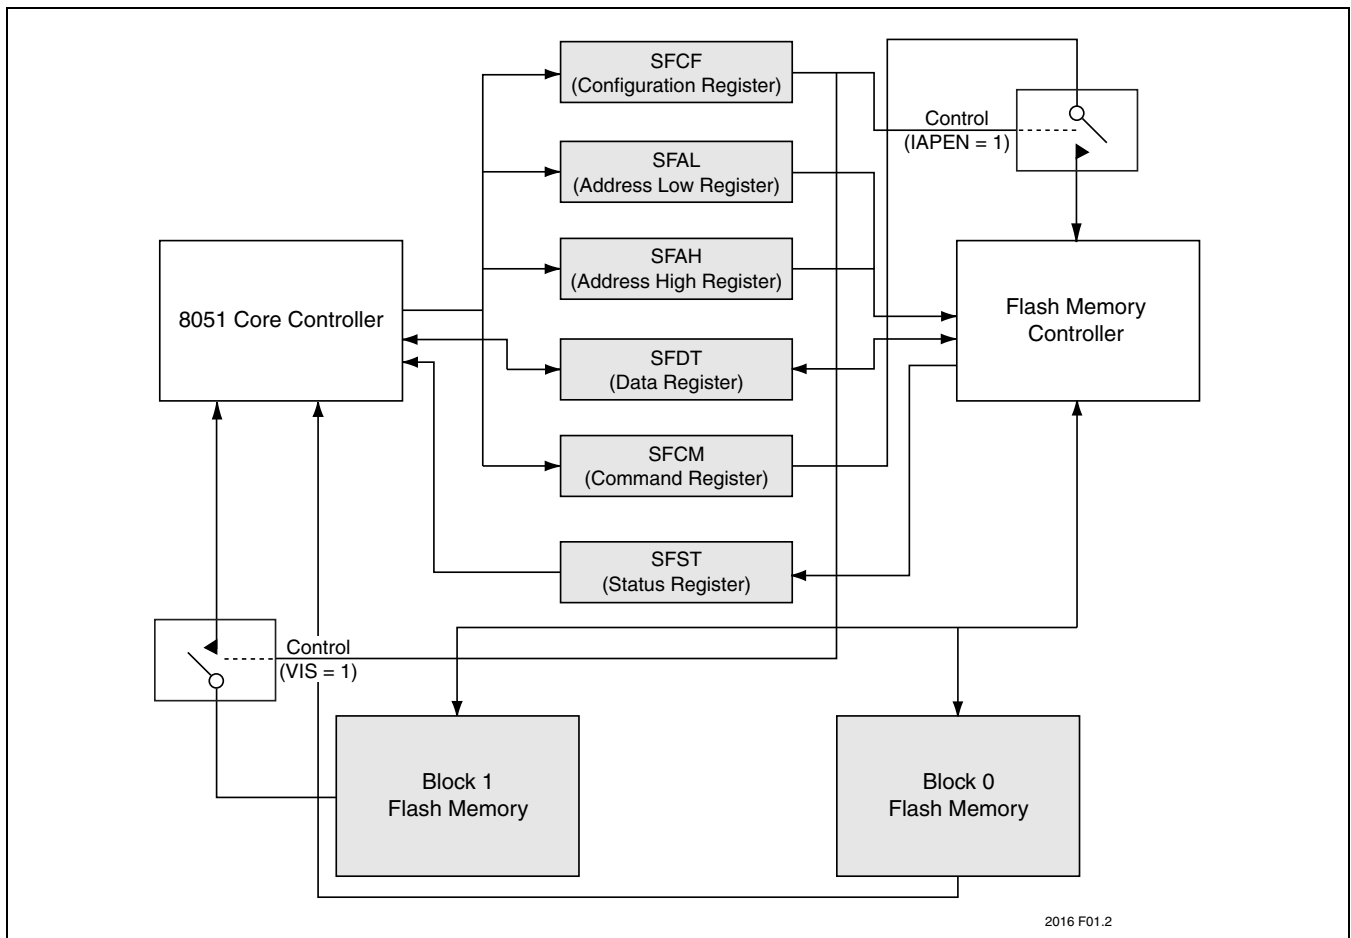 SFCF
(Configuration Register)
Control
(IAPEN = 1)
SFAL
(Address Low Register)
SFAH
(Address High Register)
8051 Core Controller
Flash Memory
Controller
SFDT
(Data Register)
SFCM
(Command Register)
SFST
(Status Register)
Control
(VIS = 1)
Block 1
Flash Memory
Block 0
Flash Memory
2016 F01.2